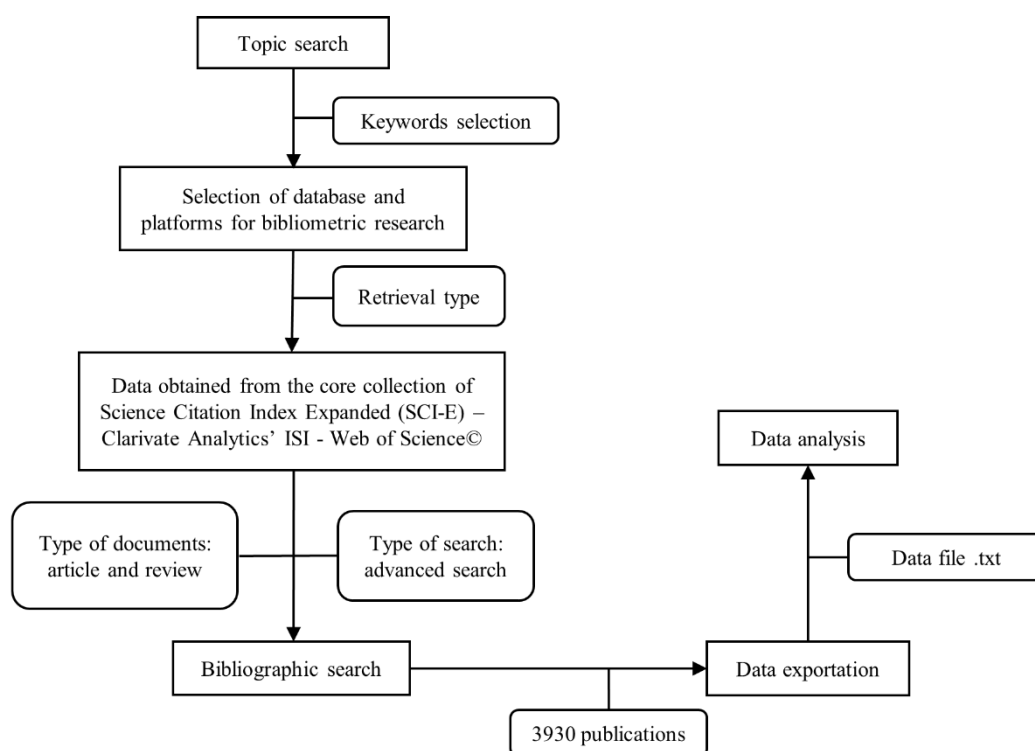 Topic search
Keywords selection
Selection of database and
platforms for bibliometric research
Retrieval type
Data obtained from the core collection of
Science Citation Index Expanded (SCI-E) –
Clarivate Analytics’ ISI - Web of Science©
Type of documents:
article and review
Type of search:
advanced search
Bibliographic search
3930 publications
Data exportation
Data file .txt
Data analysis